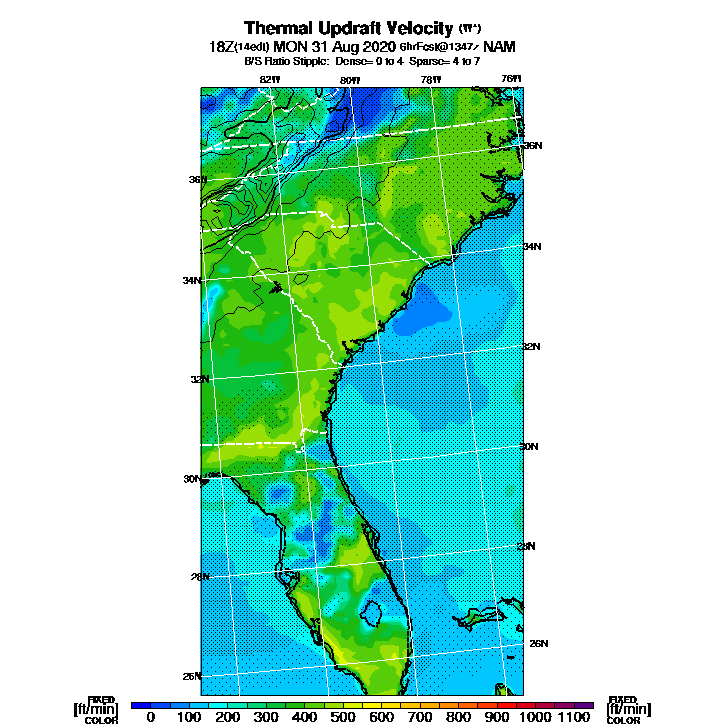 Thermal Updraft Velocity (W*)
18Z(14edt) MON 31 Aug 2020 6hrFcst@1347z NAM
B/S Ratio Stipple: Dense= 0 to 4 Sparse= 4 to 7
82W 80W 78W 76W
36N
36N
34N
34N
32N
32N
30N
30N
28N
28N
26N
26N
FIXED
[ft/min]
COLOR
0 100 200 300 400 500 600 700 800 900 1000 1100
FIXED
[ft/min]
COLOR